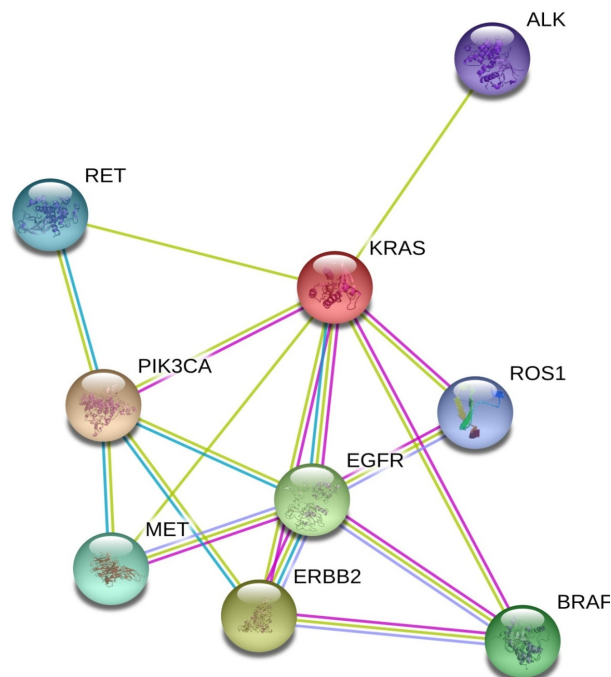 ALK
RET
KRAS
PIK3CA
ROS1
EGFR
MET
ERBB2
BRAF